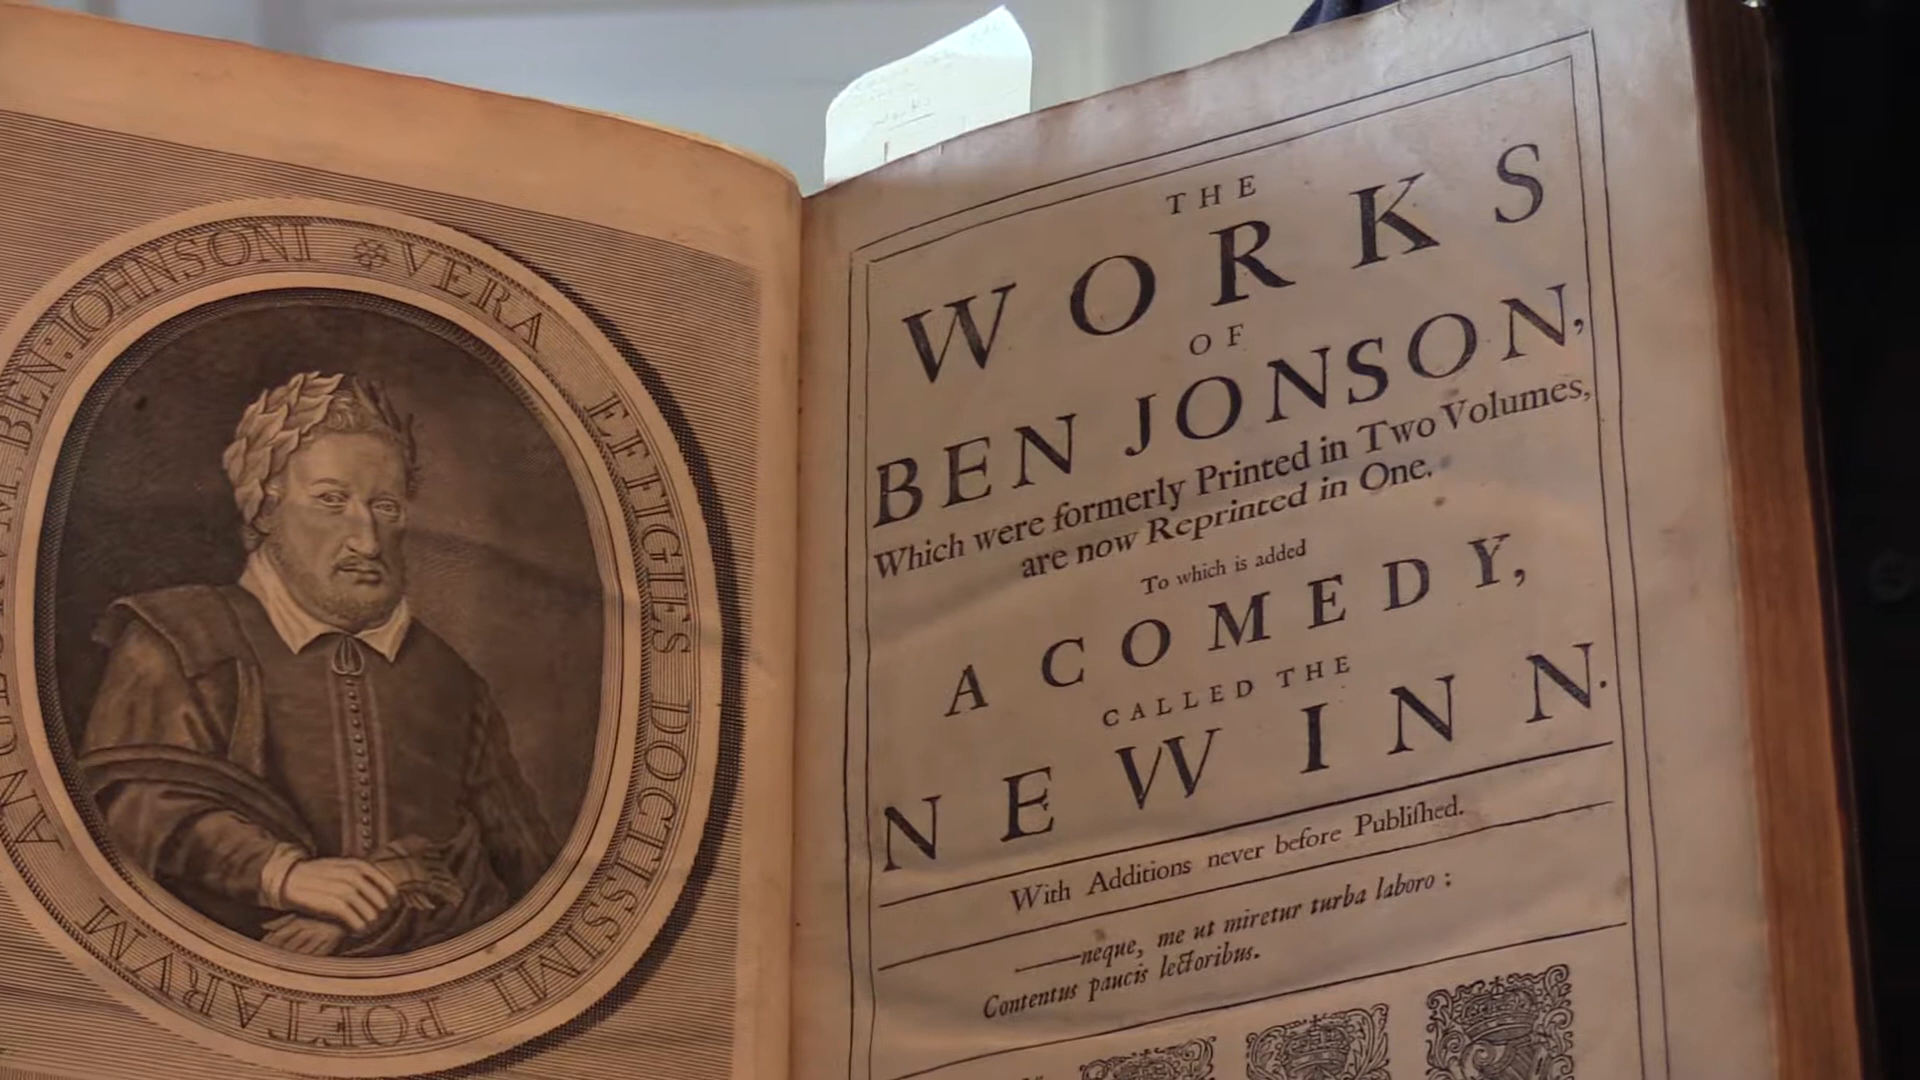 VERA EFFIGIES DOCTISSIMI POETARVM ANGLORVM. BEN: IOHNSONI
THE
WORKS
OF
BEN JONSON,
Which were formerly Printed in Two Volumes,
are now Reprinted in One.
To which is added
A COMEDY,
CALLED THE
NEW INN.
With Additions never before Publiſhed.
——neque, me ut miretur turba laboro :
Contentus paucis lectoribus.